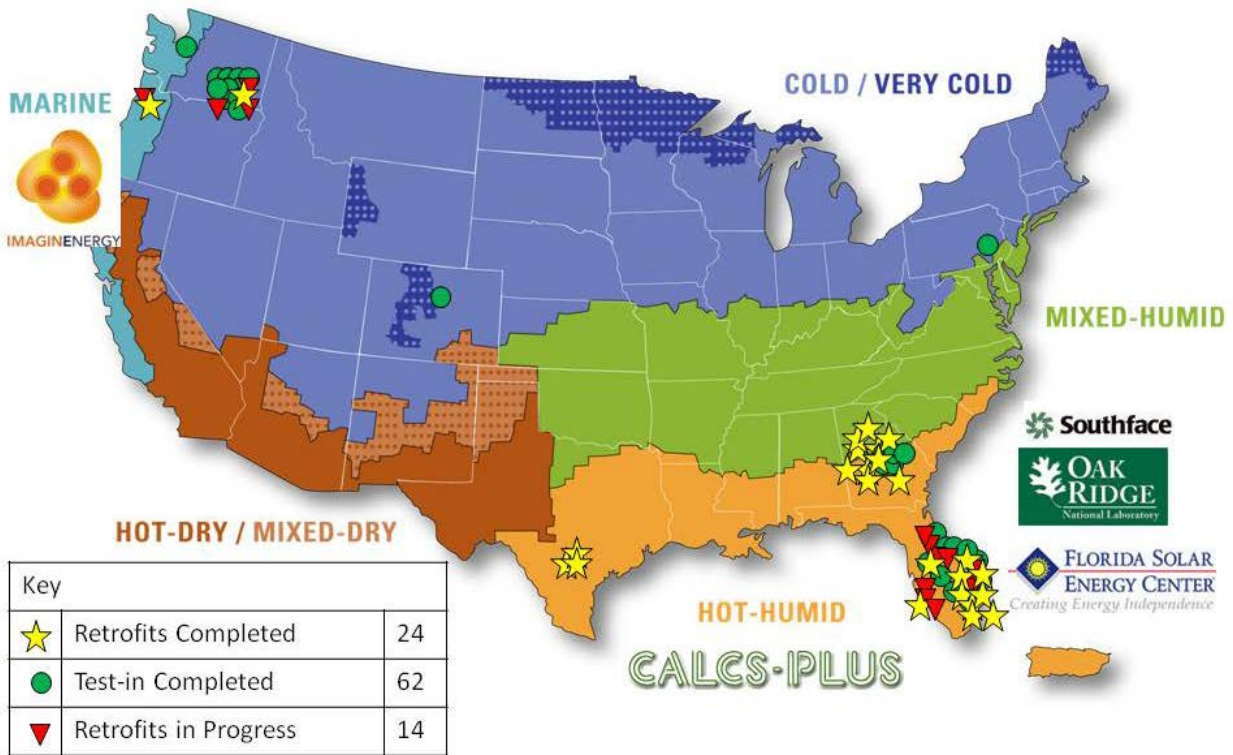 COLD / VERY COLD
MARINE
IMAGINENERGY
MIXED-HUMID
Southface
OAK
RIDGE
National Laboratory
HOT-DRY / MIXED-DRY
FLORIDA SOLAR
ENERGY CENTER
Creating Energy Independence
HOT-HUMID
CALCS-PLUS
Key
Retrofits Completed 24
Test-in Completed 62
Retrofits in Progress 14